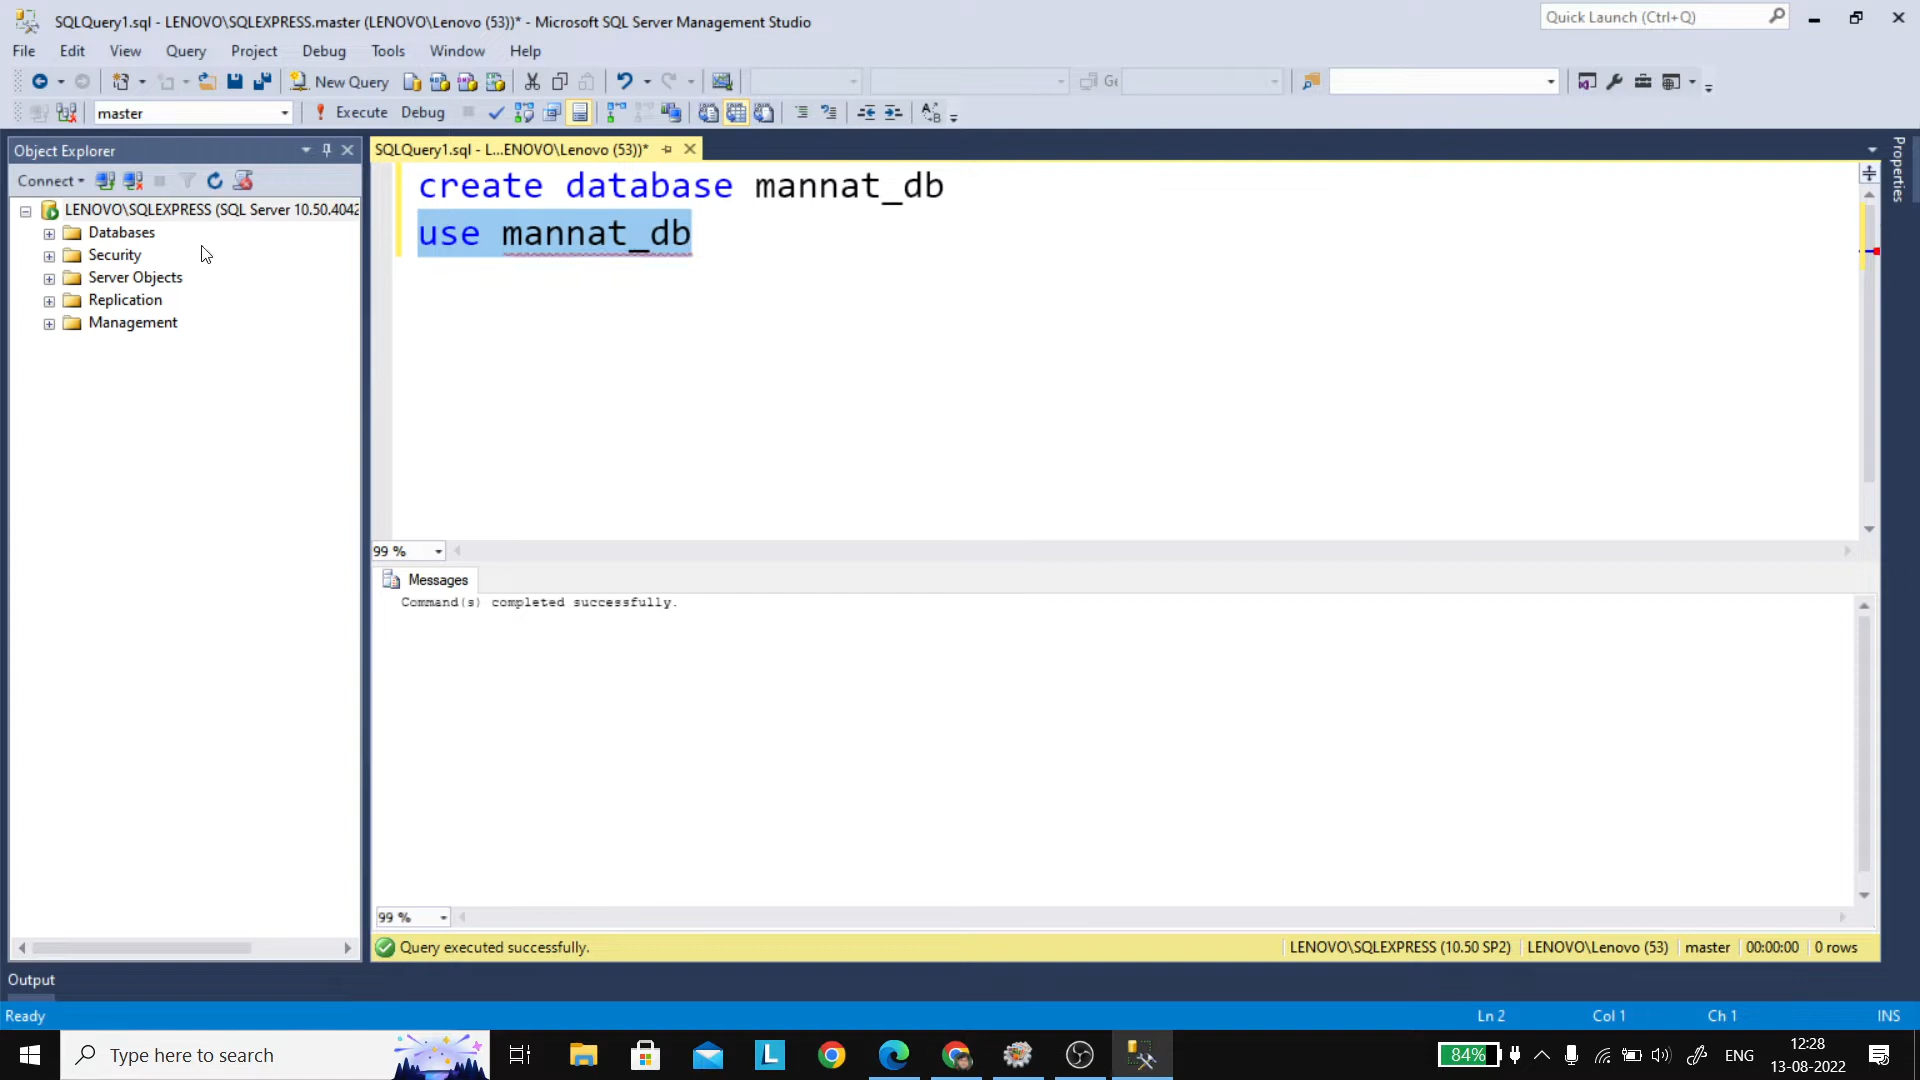 SQLQuery1.sql - LENOVO\SQLEXPRESS.master (LENOVO\Lenovo (53))* - Microsoft SQL Server Management Studio
Quick Launch (Ctrl+Q)
File Edit View Query Project Debug Tools Window Help
New Query
master
Execute Debug
Object Explorer
SQLQuery1.sql - L...ENOVO\Lenovo (53))*
Properties
Connect
LENOVO\SQLEXPRESS (SQL Server 10.50.4042
Databases
Security
Server Objects
Replication
Management
create database mannat_db
use mannat_db
99 %
Messages
Command(s) completed successfully.
99 %
Query executed successfully.
LENOVO\SQLEXPRESS (10.50 SP2) LENOVO\Lenovo (53) master 00:00:00 0 rows
Output
Ready
Ln 2 Col 1 Ch 1 INS
Type here to search
84%
ENG
12:28
13-08-2022